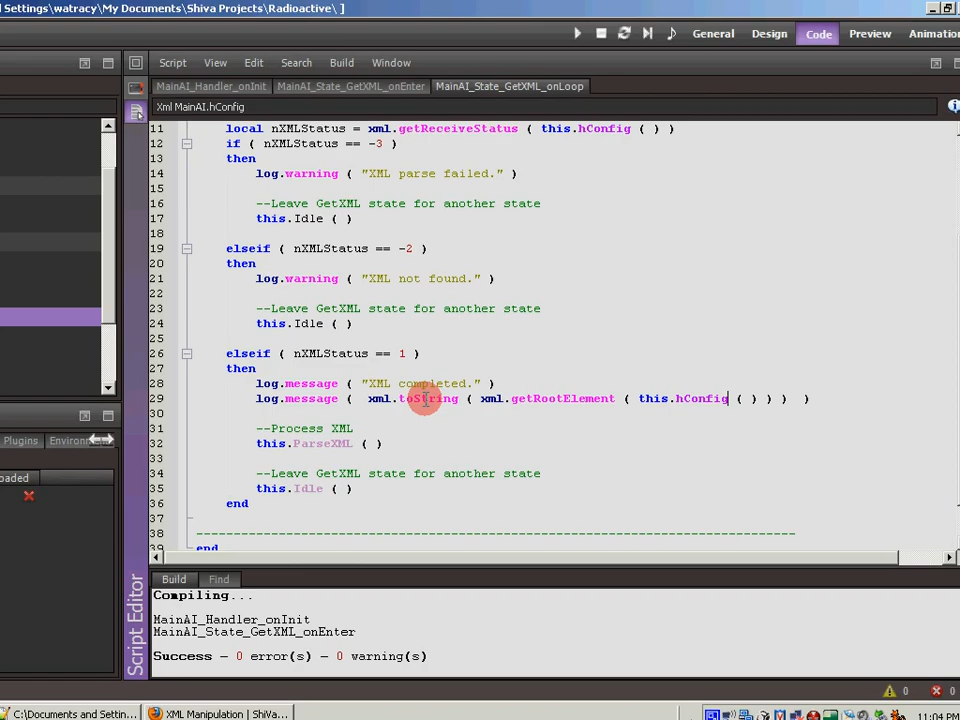 Settings\watracy\My Documents\Shiva Projects\Radioactive\ ]
General Design Code Preview Animatio
Script View Edit Search Build Window
MainAI_Handler_onInit MainAI_State_GetXML_onEnter MainAI_State_GetXML_onLoop
Xml MainAI.hConfig
11 local nXMLStatus = xml.getReceiveStatus ( this.hConfig ( ) )
12 if ( nXMLStatus == -3 )
13 then
14 log.warning ( "XML parse failed." )
15
16 --Leave GetXML state for another state
17 this.Idle ( )
18
19 elseif ( nXMLStatus == -2 )
20 then
21 log.warning ( "XML not found." )
22
23 --Leave GetXML state for another state
24 this.Idle ( )
25
26 elseif ( nXMLStatus == 1 )
27 then
28 log.message ( "XML completed." )
29 log.message ( xml.toString ( xml.getRootElement ( this.hConfig ( ) ) ) )
30
31 --Process XML
32 this.ParseXML ( )
33
34 --Leave GetXML state for another state
35 this.Idle ( )
36 end
37
38 --------------------------------------------------------------------------------
39 end
Plugins Environ
oaded
Build Find
Compiling...
MainAI_Handler_onInit
MainAI_State_GetXML_onEnter
Success - 0 error(s) - 0 warning(s)
Script Editor
0 0
C:\Documents and Settin... XML Manipulation | ShiVa... 11:04 PM